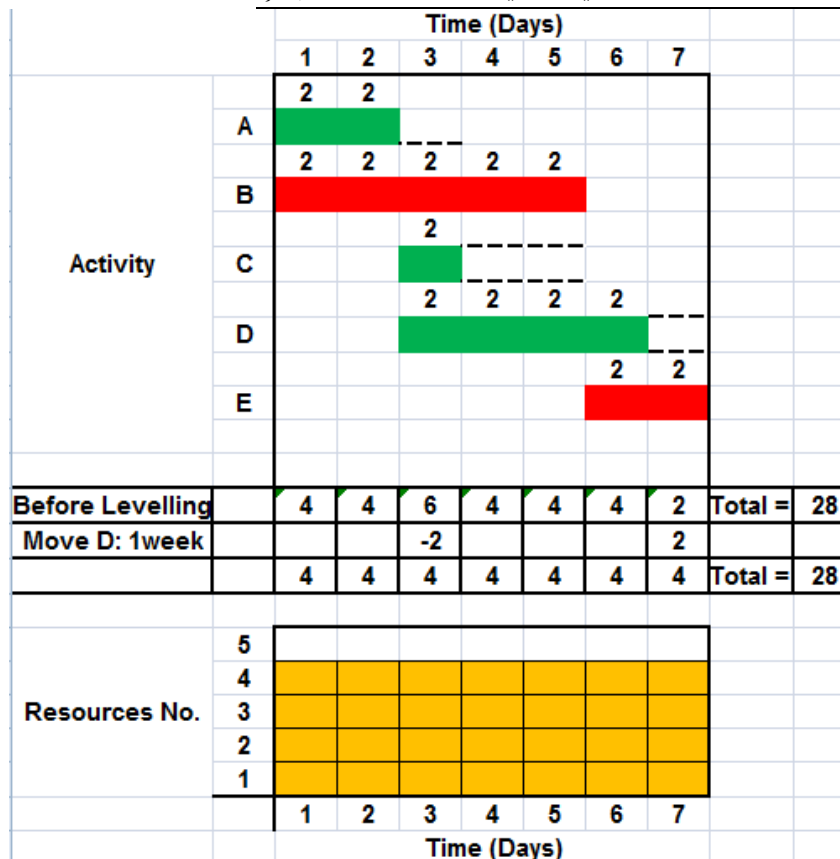 Time (Days)
1 2 3 4 5 6 7
2 2
A
2 2 2 2 2
B
2
Activity C
2 2 2 2
D
2 2
E
Before Levelling 4 4 6 4 4 4 2 Total = 28
Move D: 1week -2 2
4 4 4 4 4 4 4 Total = 28
5
4
Resources No. 3
2
1
1 2 3 4 5 6 7
Time (Days)